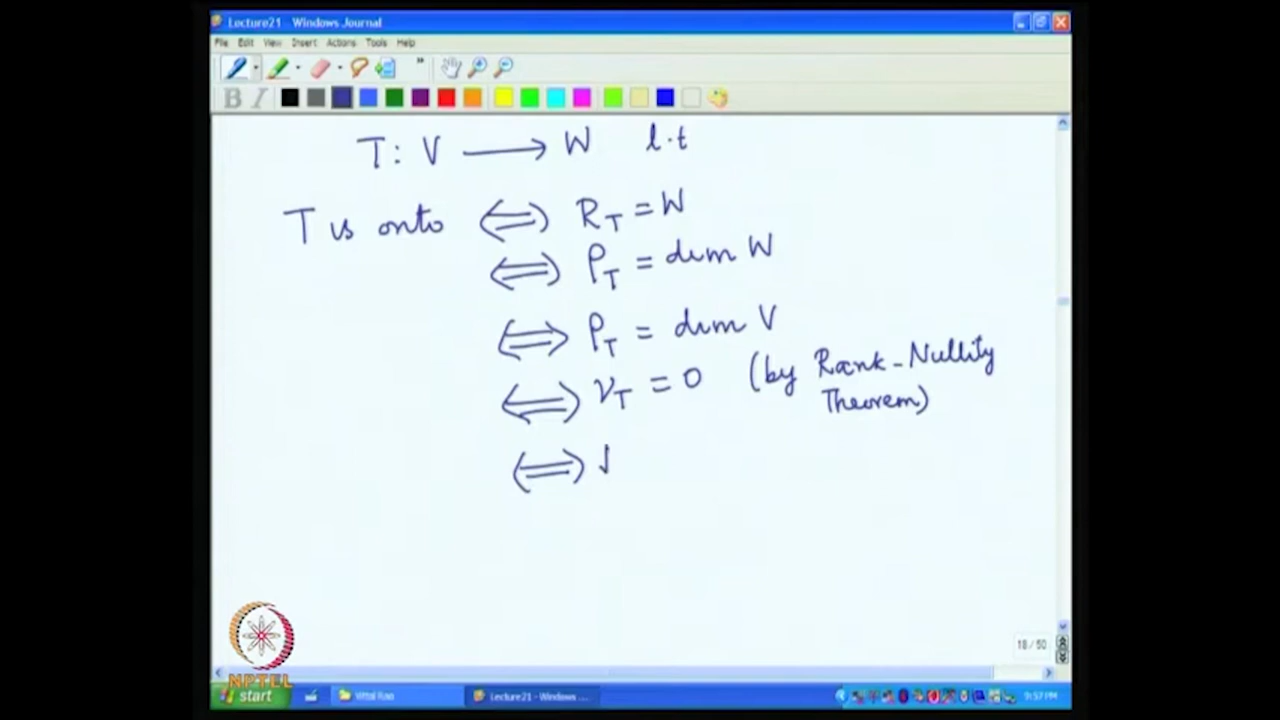 Lecture21 - Windows Journal
File Edit View Insert Actions Tools Help
B I
T: V ⟶ W l.t
T is onto ⟺ R_T = W
⟺ ρ_T = dim W
⟺ ρ_T = dim V
⟺ ν_T = 0 (by Rank-Nullity
Theorem)
⟺
18 / 50
NPTEL
start Vittal Rao Lecture21 - Windows ... 9:57 PM